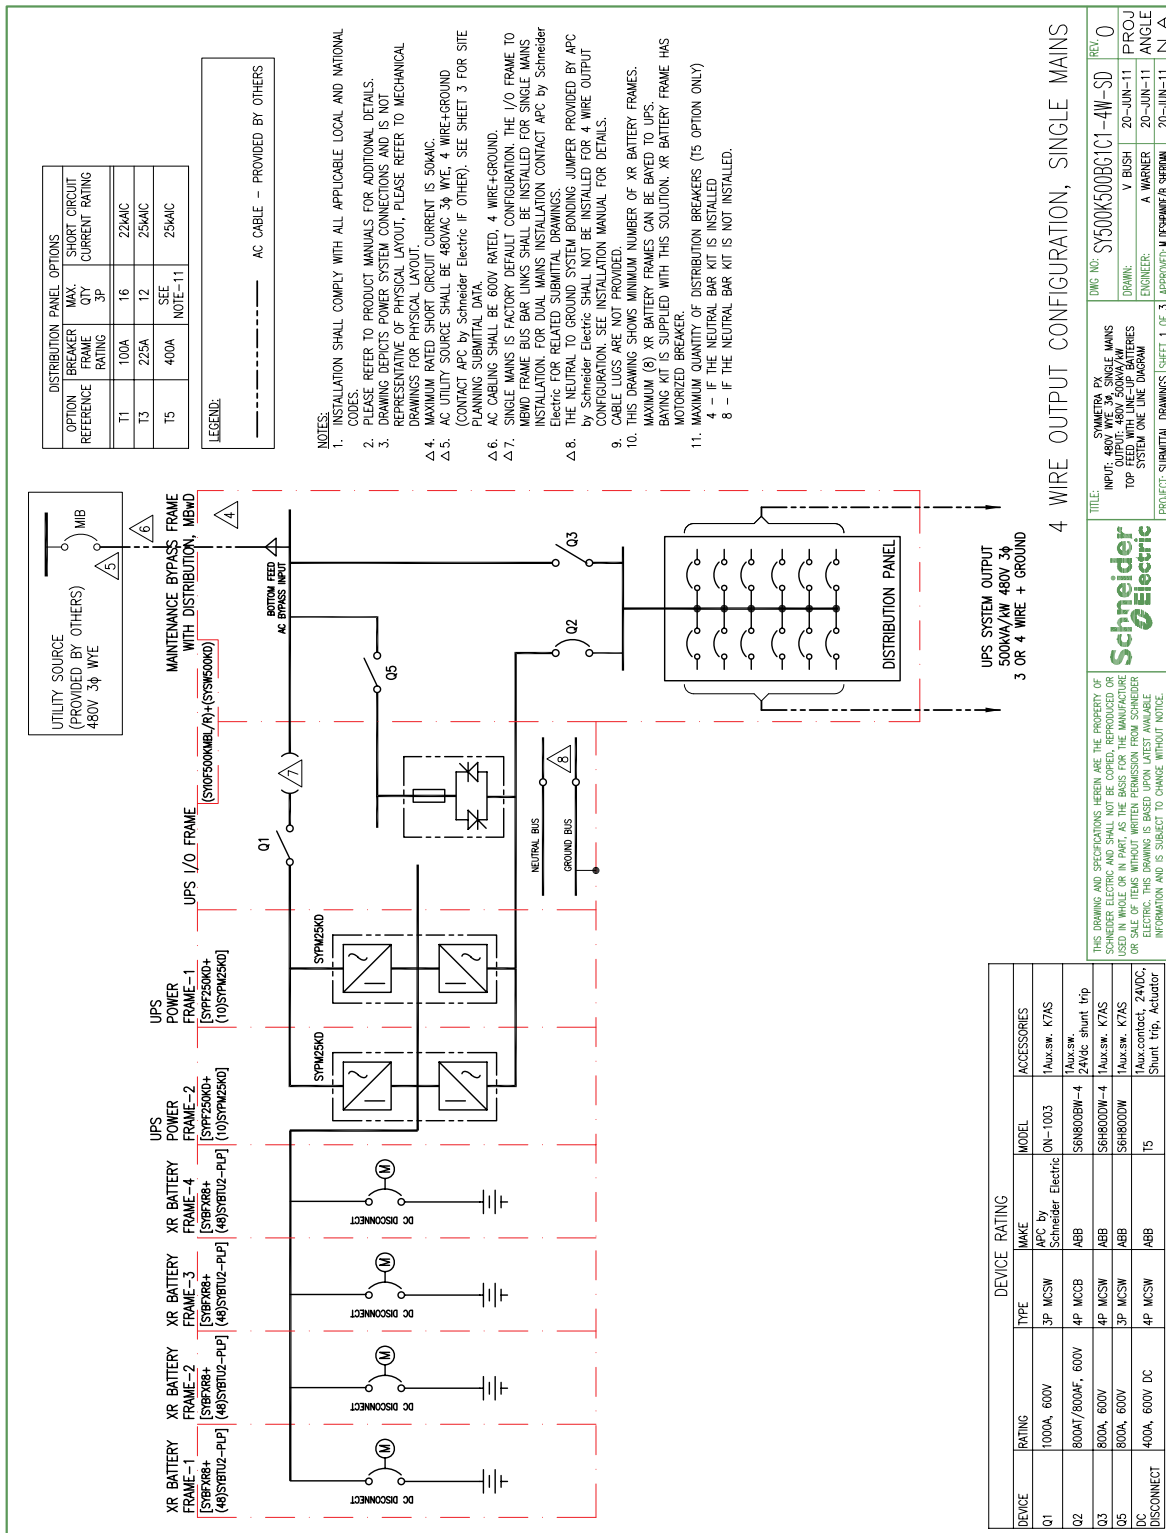 UTILITY SOURCE
(PROVIDED BY OTHERS)
480V 3ϕ WYE
MIB
5
6
MAINTENANCE BYPASS FRAME
WITH DISTRIBUTION, MBwD
(SYIOF500KMBL/R)+(SYSW500KD)
4
BOTTOM FEED
AC BYPASS INPUT
UPS I/O FRAME
Q1
7
Q5
Q2
Q3
NEUTRAL BUS
GROUND BUS
8
DISTRIBUTION PANEL
UPS SYSTEM OUTPUT
500kVA/kW 480V 3ϕ
3 OR 4 WIRE + GROUND
UPS
POWER
FRAME-1
[SYPF250KD+
(10)SYPM25KD]
SYPM25KD
UPS
POWER
FRAME-2
[SYPF250KD+
(10)SYPM25KD]
SYPM25KD
XR BATTERY
FRAME-4
[SYBFXR8+
(48)SYBTU2-PLP]
M
DC DISCONNECT
XR BATTERY
FRAME-3
[SYBFXR8+
(48)SYBTU2-PLP]
M
DC DISCONNECT
XR BATTERY
FRAME-2
[SYBFXR8+
(48)SYBTU2-PLP]
M
DC DISCONNECT
XR BATTERY
FRAME-1
[SYBFXR8+
(48)SYBTU2-PLP]
M
DC DISCONNECT
DISTRIBUTION PANEL OPTIONS
OPTION REFERENCE | BREAKER FRAME RATING | MAX. QTY 3P | SHORT CIRCUIT CURRENT RATING
T1 | 100A | 16 | 22kAIC
T3 | 225A | 12 | 25kAIC
T5 | 400A | SEE NOTE-11 | 25kAIC
LEGEND:
AC CABLE - PROVIDED BY OTHERS
NOTES:
1. INSTALLATION SHALL COMPLY WITH ALL APPLICABLE LOCAL AND NATIONAL
CODES.
2. PLEASE REFER TO PRODUCT MANUALS FOR ADDITIONAL DETAILS.
3. DRAWING DEPICTS POWER SYSTEM CONNECTIONS AND IS NOT
REPRESENTATIVE OF PHYSICAL LAYOUT, PLEASE REFER TO MECHANICAL
DRAWINGS FOR PHYSICAL LAYOUT.
△ 4. MAXIMUM RATED SHORT CIRCUIT CURRENT IS 50kAIC.
△ 5. AC UTILITY SOURCE SHALL BE 480VAC 3ϕ WYE, 4 WIRE+GROUND
(CONTACT APC by Schneider Electric IF OTHER). SEE SHEET 3 FOR SITE
PLANNING SUBMITTAL DATA.
△ 6. AC CABLING SHALL BE 600V RATED, 4 WIRE+GROUND.
△ 7. SINGLE MAINS IS FACTORY DEFAULT CONFIGURATION. THE I/O FRAME TO
MBWD FRAME BUS BAR LINKS SHALL BE INSTALLED FOR SINGLE MAINS
INSTALLATION. FOR DUAL MAINS INSTALLATION CONTACT APC by Schneider
Electric FOR RELATED SUBMITTAL DRAWINGS.
△ 8. THE NEUTRAL TO GROUND SYSTEM BONDING JUMPER PROVIDED BY APC
by Schneider Electric SHALL NOT BE INSTALLED FOR 4 WIRE OUTPUT
CONFIGURATION. SEE INSTALLATION MANUAL FOR DETAILS.
9. CABLE LUGS ARE NOT PROVIDED.
10. THIS DRAWING SHOWS MINIMUM NUMBER OF XR BATTERY FRAMES.
MAXIMUM (8) XR BATTERY FRAMES CAN BE BAYED TO UPS.
BAYING KIT IS SUPPLIED WITH THIS SOLUTION. XR BATTERY FRAME HAS
MOTORIZED BREAKER.
11. MAXIMUM QUANTITY OF DISTRIBUTION BREAKERS (T5 OPTION ONLY)
4 - IF THE NEUTRAL BAR KIT IS INSTALLED
8 - IF THE NEUTRAL BAR KIT IS NOT INSTALLED.
4 WIRE OUTPUT CONFIGURATION, SINGLE MAINS
DEVICE RATING
DEVICE | RATING | TYPE | MAKE | MODEL | ACCESSORIES
Q1 | 1000A, 600V | 3P MCSW | APC by Schneider Electric | ON-1003 | 1Aux.sw. K7AS
Q2 | 800AT/800AF, 600V | 4P MCCB | ABB | S6N800BW-4 | 1Aux.sw. 24Vdc shunt trip
Q3 | 800A, 600V | 4P MCSW | ABB | S6H800DW-4 | 1Aux.sw. K7AS
Q5 | 800A, 600V | 3P MCSW | ABB | S6H800DW | 1Aux.sw. K7AS
DC DISCONNECT | 400A, 600V DC | 4P MCSW | ABB | T5 | 1Aux.contact, 24VDC, Shunt trip, Actuator
THIS DRAWING AND SPECIFICATIONS HEREIN ARE THE PROPERTY OF
SCHNEIDER ELECTRIC AND SHALL NOT BE COPIED, REPRODUCED OR
USED IN WHOLE OR IN PART, AS THE BASIS FOR THE MANUFACTURE
OR SALE OF ITEMS WITHOUT WRITTEN PERMISSION FROM SCHNEIDER
ELECTRIC. THIS DRAWING IS BASED UPON LATEST AVAILABLE
INFORMATION AND IS SUBJECT TO CHANGE WITHOUT NOTICE.
Schneider
Electric
TITLE:
SYMMETRA PX
INPUT: 480V WYE 3ϕ, SINGLE MAINS
OUTPUT: 480V 500kVA/kW
TOP FEED WITH LINE-UP BATTERIES
SYSTEM ONE LINE DIAGRAM
PROJECT: SUBMITTAL DRAWINGS
SHEET 1 OF 3
DWG NO: SY500K500BG1C1-4W-SD
REV: 0
DRAWN: V BUSH 20-JUN-11
ENGINEER: A WARNER 20-JUN-11
APPROVED: 20-JUN-11
PROJ
ANGLE